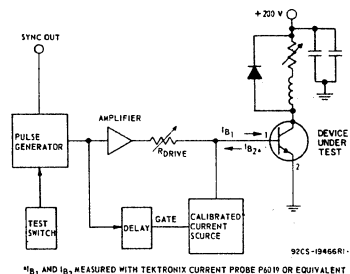 +200 V
SYNC OUT
AMPLIFIER
PULSE
GENERATOR
RDRIVE
IB1
IB2*
1
2
DEVICE
UNDER
TEST
TEST
SWITCH
DELAY
GATE
CALIBRATED
CURRENT
SOURCE
92CS-19466R1
*IB1 AND IB2 MEASURED WITH TEKTRONIX CURRENT PROBE P6019 OR EQUIVALENT